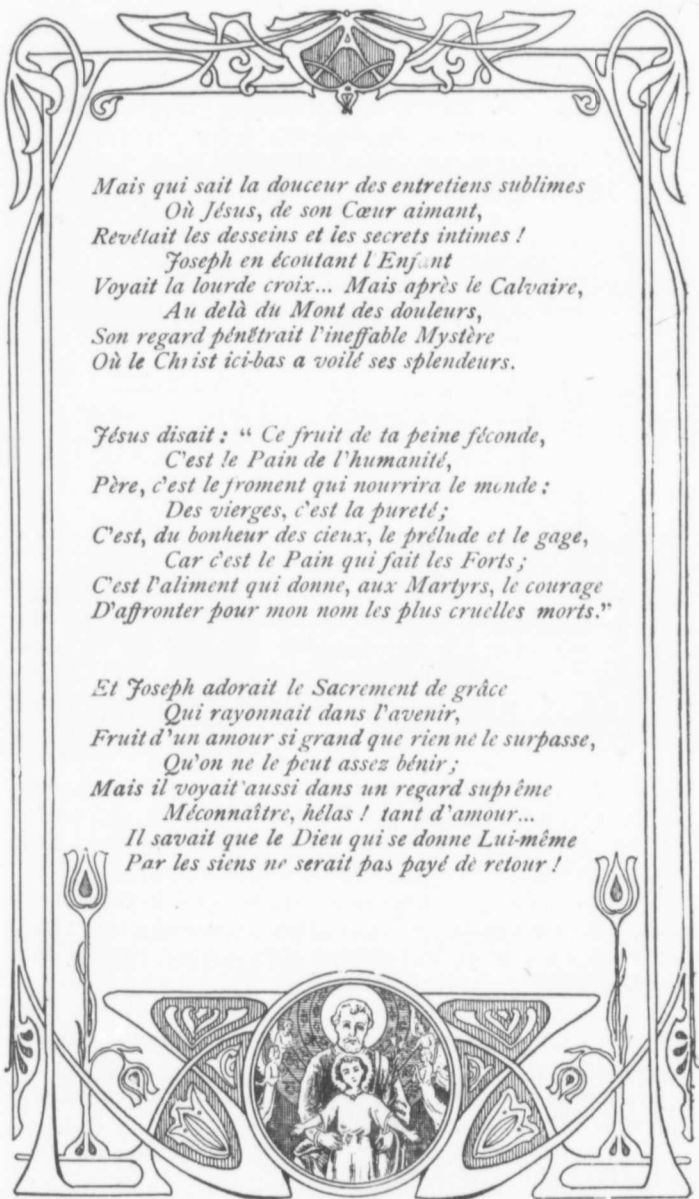 Mais qui sait la douceur des entretiens sublimes
Où Jésus, de son Cœur aimant,
Revélait les desseins et les secrets intimes !
Joseph en écoutant l'Enfant
Voyait la lourde croix... Mais après le Calvaire,
Au delà du Mont des douleurs,
Son regard pénétrait l'ineffable Mystère
Où le Christ ici-bas a voilé ses splendeurs.
Jésus disait : “ Ce fruit de ta peine féconde,
C'est le Pain de l'humanité,
Père, c'est le froment qui nourrira le monde :
Des vierges, c'est la pureté ;
C'est, du bonheur des cieux, le prélude et le gage,
Car c'est le Pain qui fait les Forts ;
C'est l'aliment qui donne, aux Martyrs, le courage
D'affronter pour mon nom les plus cruelles morts.”
Et Joseph adorait le Sacrement de grâce
Qui rayonnait dans l'avenir,
Fruit d'un amour si grand que rien ne le surpasse,
Qu'on ne le peut assez bénir ;
Mais il voyait aussi dans un regard suprême
Méconnaître, hélas ! tant d'amour...
Il savait que le Dieu qui se donne Lui-même
Par les siens ne serait pas payé de retour !